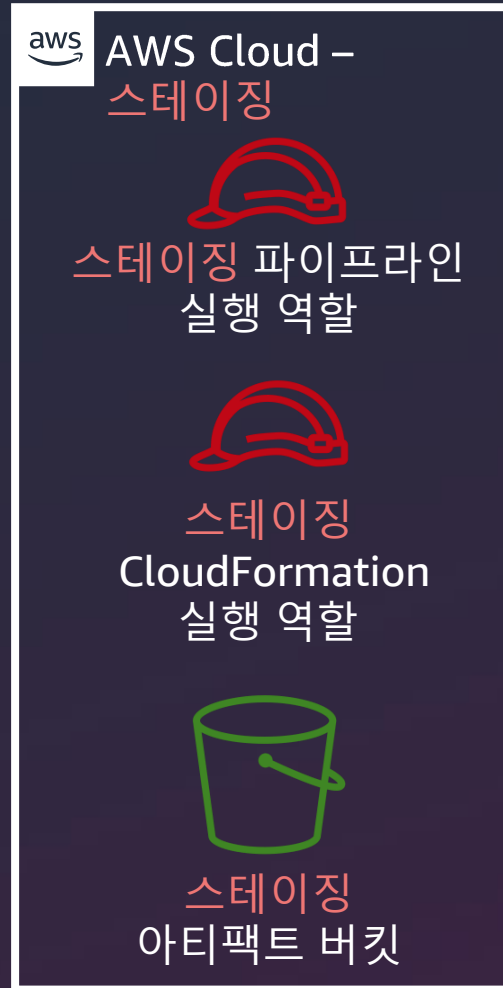 aws
AWS Cloud –
스테이징
스테이징 파이프라인
실행 역할
스테이징
CloudFormation
실행 역할
스테이징
아티팩트 버킷